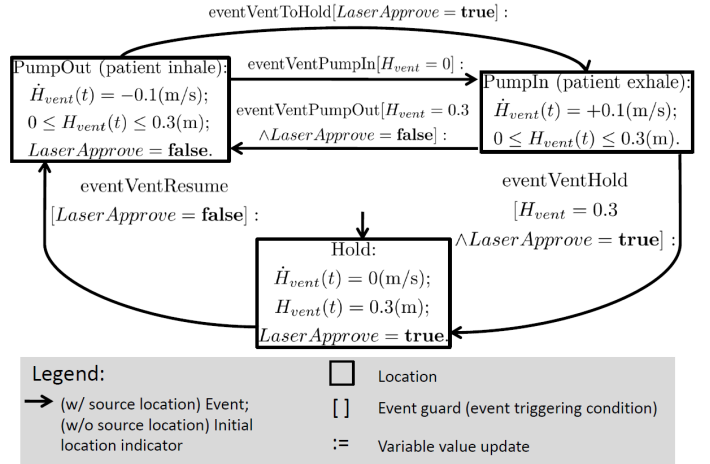 eventVentToHold[LaserApprove = true] :
PumpOut (patient inhale):
Ḣ_vent(t) = −0.1(m/s);
0 ≤ H_vent(t) ≤ 0.3(m);
LaserApprove = false.
eventVentPumpIn[H_vent = 0] :
eventVentPumpOut[H_vent = 0.3
∧LaserApprove = false] :
PumpIn (patient exhale):
Ḣ_vent(t) = +0.1(m/s);
0 ≤ H_vent(t) ≤ 0.3(m).
eventVentResume
[LaserApprove = false] :
eventVentHold
[H_vent = 0.3
∧LaserApprove = true] :
Hold:
Ḣ_vent(t) = 0(m/s);
H_vent(t) = 0.3(m);
LaserApprove = true.
Legend:
(w/ source location) Event;
(w/o source location) Initial
location indicator
Location
[ ] Event guard (event triggering condition)
:= Variable value update